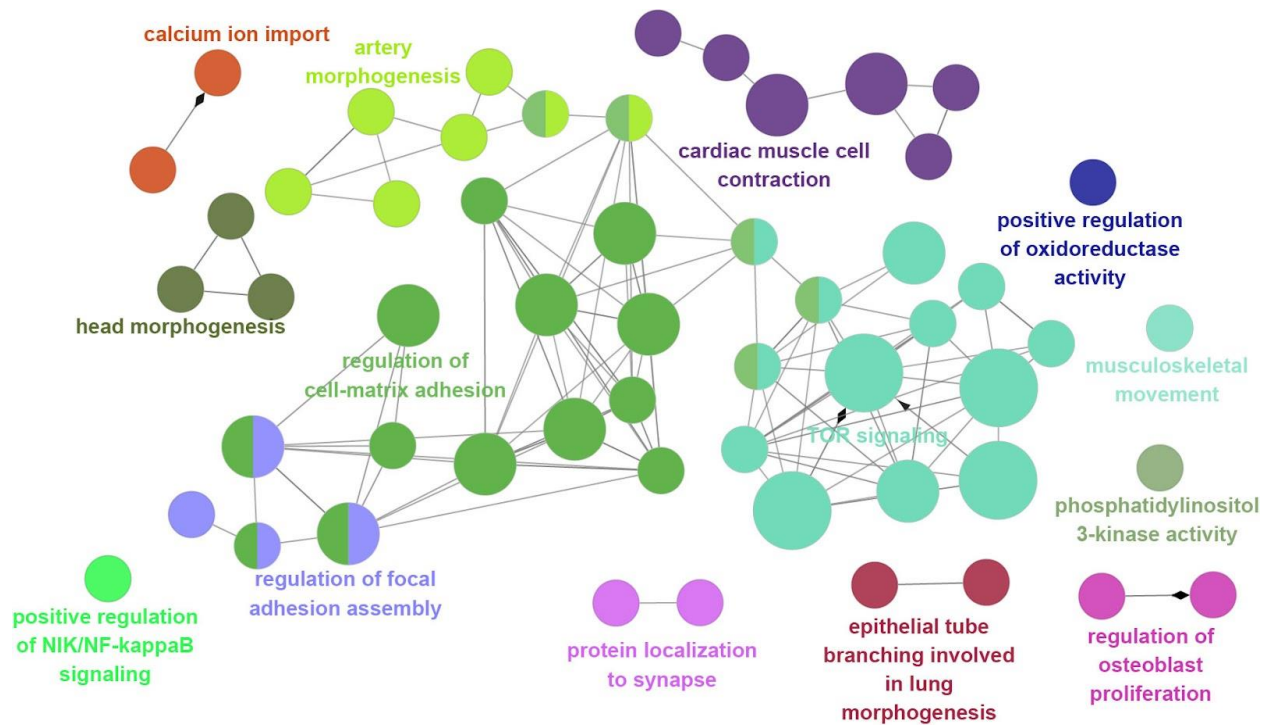 calcium ion import
artery
morphogenesis
cardiac muscle cell
contraction
positive regulation
of oxidoreductase
activity
head morphogenesis
regulation of
cell-matrix adhesion
musculoskeletal
movement
TOR signaling
phosphatidylinositol
3-kinase activity
regulation of focal
adhesion assembly
positive regulation
of NIK/NF-kappaB
signaling
protein localization
to synapse
epithelial tube
branching involved
in lung
morphogenesis
regulation of
osteoblast
proliferation